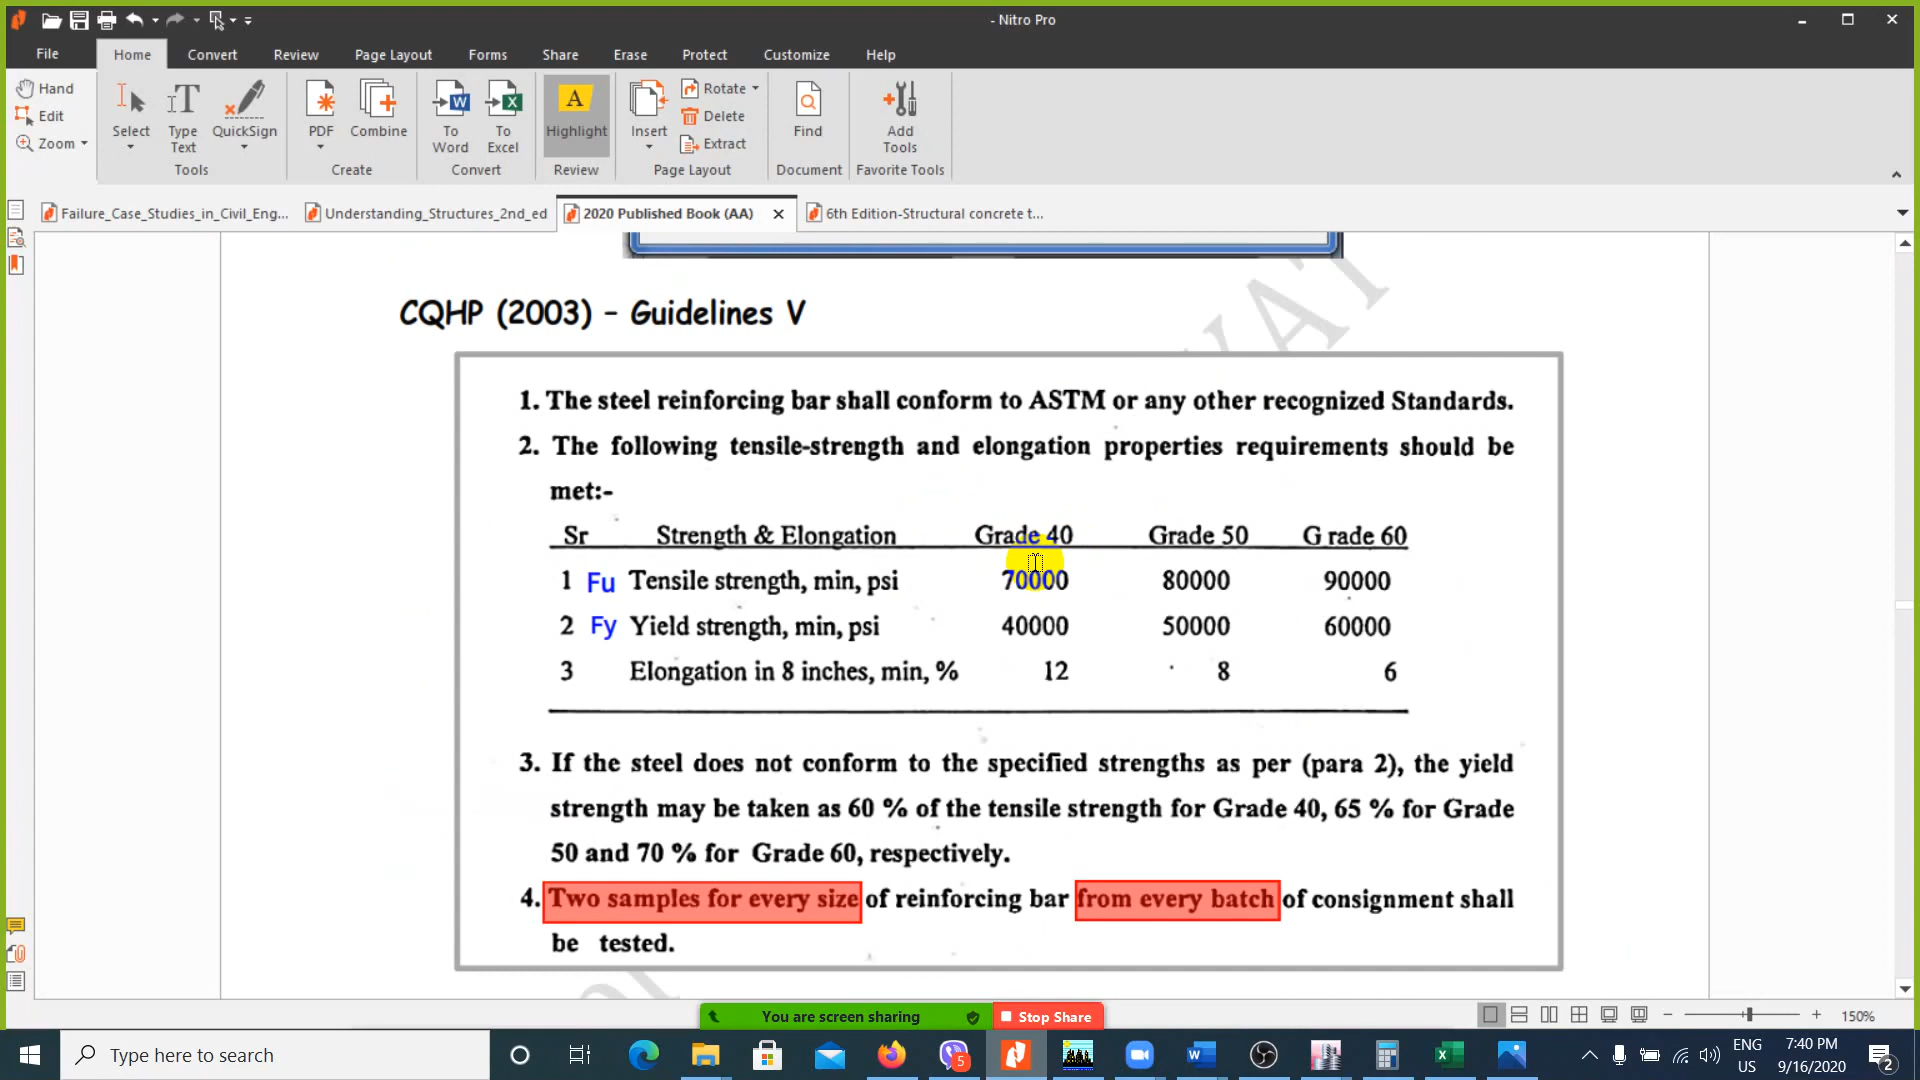 - Nitro Pro
File Home Convert Review Page Layout Forms Share Erase Protect Customize Help
Hand
Edit
Zoom
Select
Type Text
QuickSign
Tools
PDF
Combine
Create
To Word
To Excel
Convert
Highlight
Review
Insert
Rotate
Delete
Extract
Page Layout
Find
Document
Add Tools
Favorite Tools
Failure_Case_Studies_in_Civil_Eng... Understanding_Structures_2nd_ed 2020 Published Book (AA) 6th Edition-Structural concrete t...
CQHP (2003) – Guidelines V
1. The steel reinforcing bar shall conform to ASTM or any other recognized Standards.
2. The following tensile-strength and elongation properties requirements should be
met:-
Sr Strength & Elongation Grade 40 Grade 50 G rade 60
1 Fu Tensile strength, min, psi 70000 80000 90000
2 Fy Yield strength, min, psi 40000 50000 60000
3 Elongation in 8 inches, min, % 12 8 6
3. If the steel does not conform to the specified strengths as per (para 2), the yield
strength may be taken as 60 % of the tensile strength for Grade 40, 65 % for Grade
50 and 70 % for Grade 60, respectively.
4. Two samples for every size of reinforcing bar from every batch of consignment shall
be tested.
You are screen sharing Stop Share
150%
Type here to search
5
ENG
US
7:40 PM
9/16/2020
2